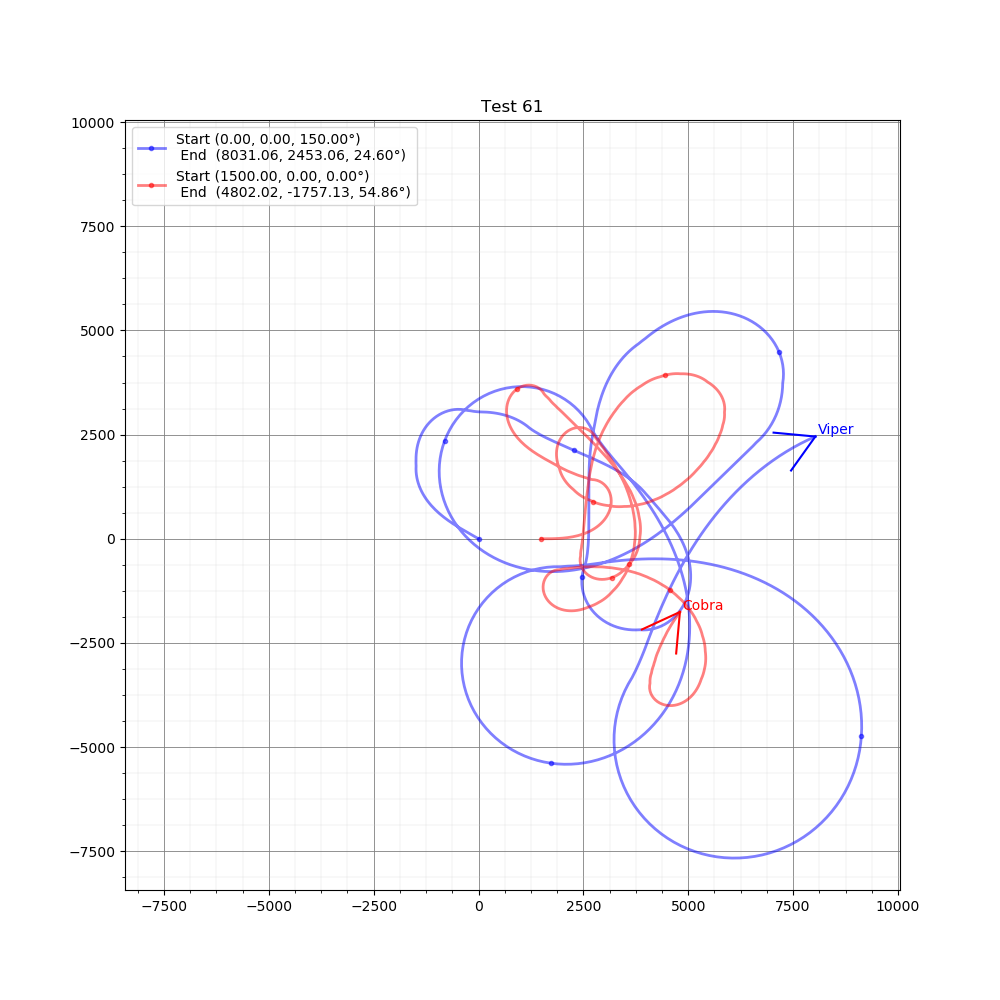 Test 61
Start (0.00, 0.00, 150.00°)
End (8031.06, 2453.06, 24.60°)
Start (1500.00, 0.00, 0.00°)
End (4802.02, -1757.13, 54.86°)
10000
7500
5000
2500
0
−2500
−5000
−7500
Viper
Cobra
−7500 −5000 −2500 0 2500 5000 7500 10000